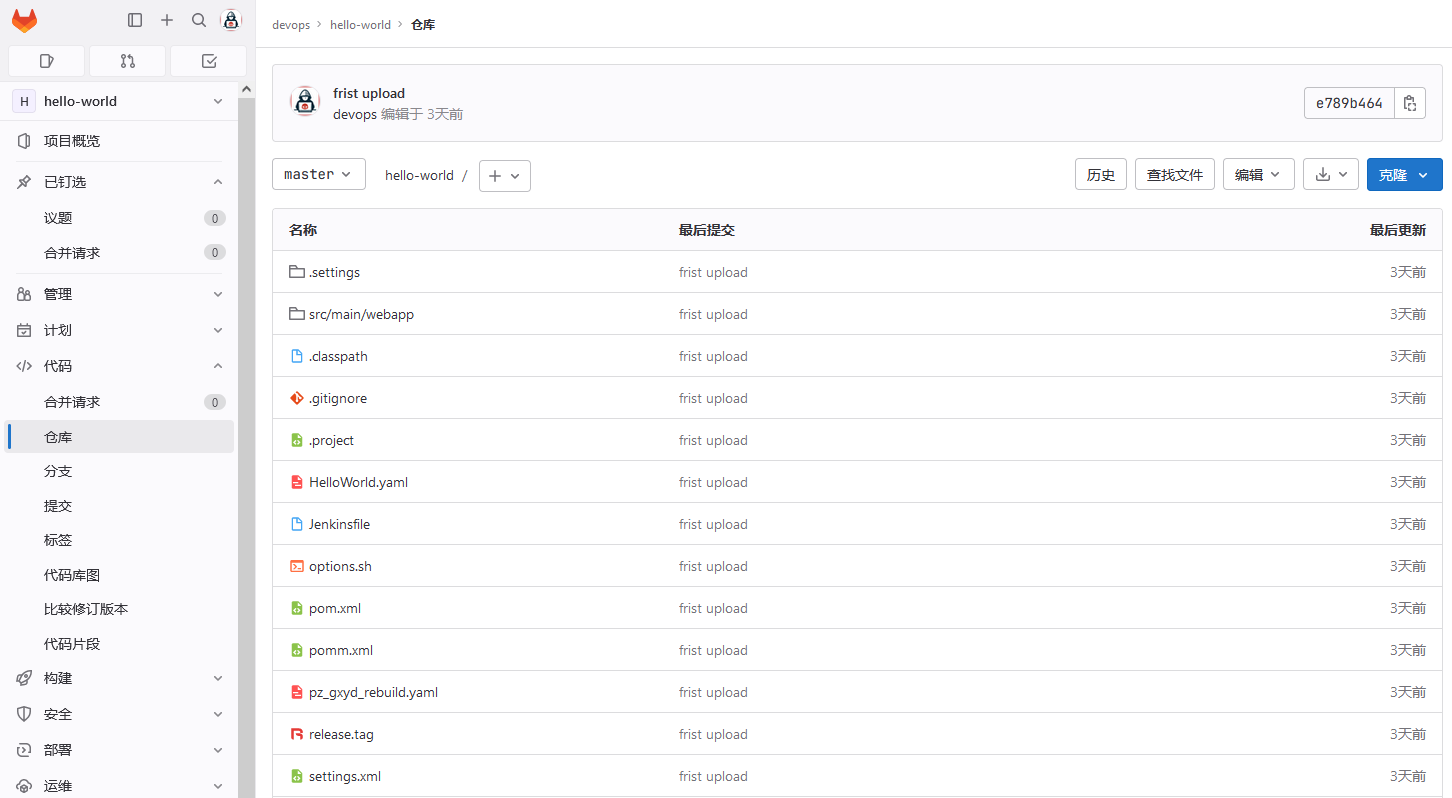 devops › hello-world › 仓库
H hello-world
项目概览
已钉选
议题 0
合并请求 0
管理
计划
代码
合并请求 0
仓库
分支
提交
标签
代码库图
比较修订版本
代码片段
构建
安全
部署
运维
frist upload
devops 编辑于 3天前
e789b464
master hello-world / +
历史 查找文件 编辑 克隆
名称 最后提交 最后更新
.settings frist upload 3天前
src/main/webapp frist upload 3天前
.classpath frist upload 3天前
.gitignore frist upload 3天前
.project frist upload 3天前
HelloWorld.yaml frist upload 3天前
Jenkinsfile frist upload 3天前
options.sh frist upload 3天前
pom.xml frist upload 3天前
pomm.xml frist upload 3天前
pz_gxyd_rebuild.yaml frist upload 3天前
release.tag frist upload 3天前
settings.xml frist upload 3天前